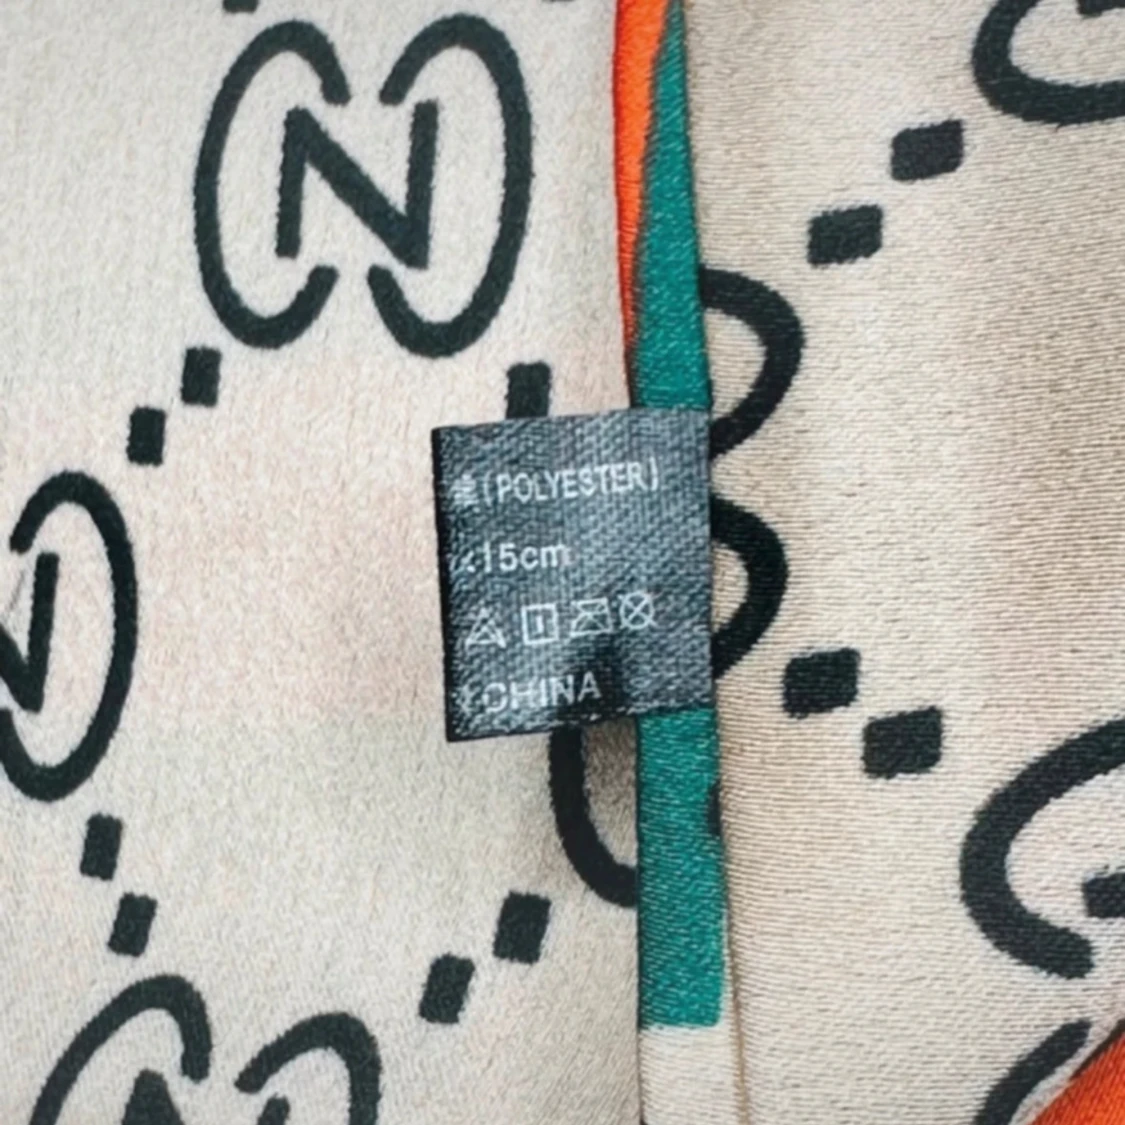 N
(POLYESTER)
15cm
CHINA
N